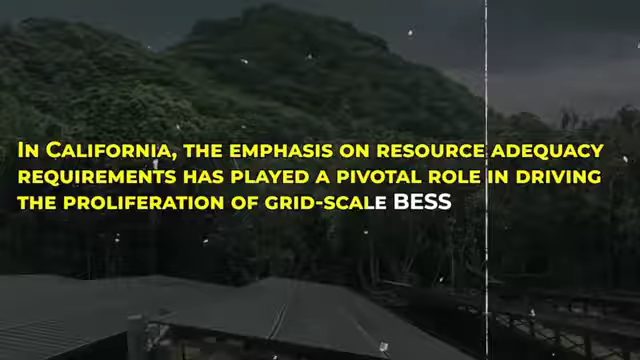 In California, the emphasis on resource adequacy
requirements has played a pivotal role in driving
the proliferation of grid-scale BESS